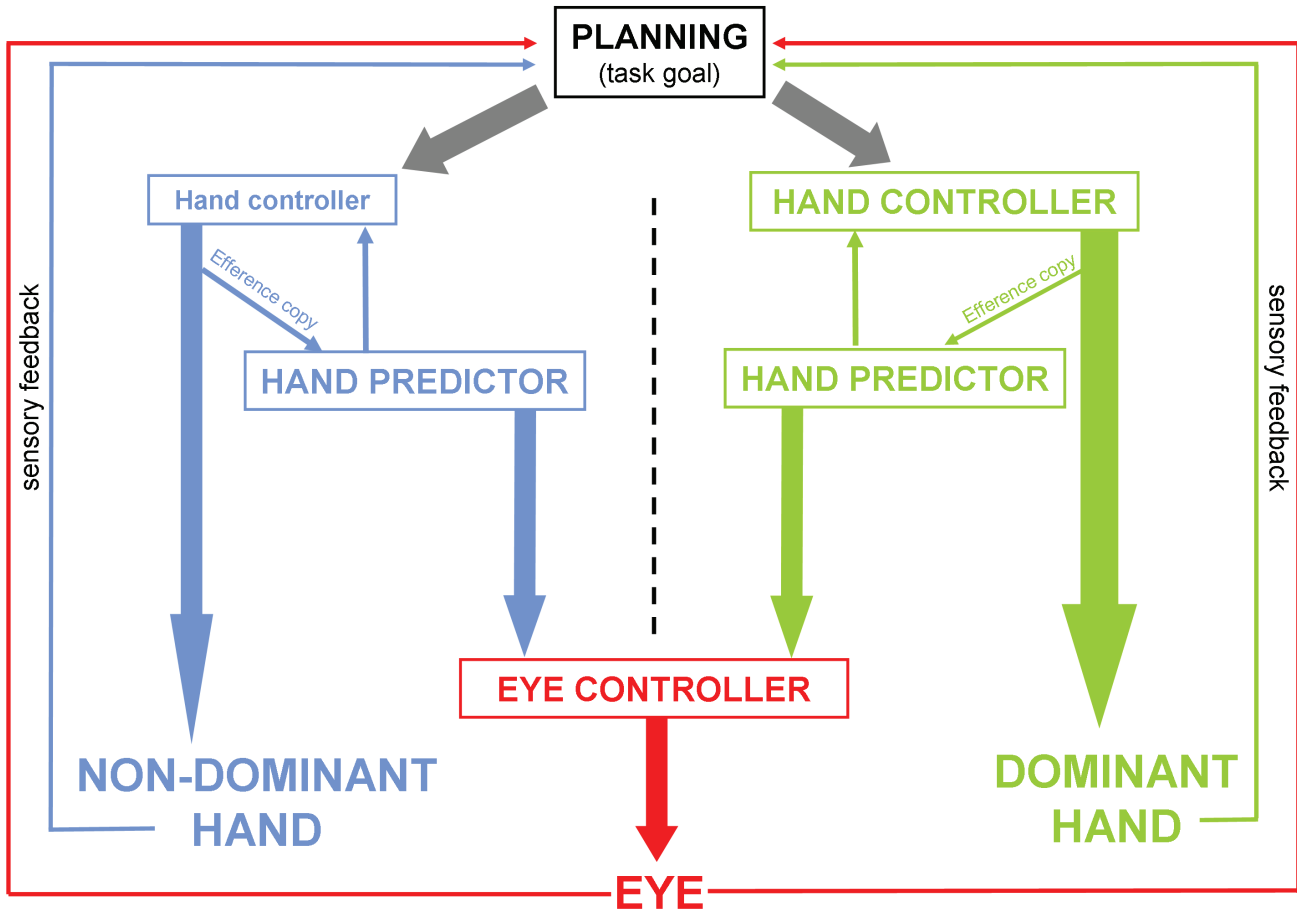 PLANNING
(task goal)
Hand controller
HAND CONTROLLER
Efference copy
Efference copy
sensory feedback
sensory feedback
HAND PREDICTOR
HAND PREDICTOR
EYE CONTROLLER
NON-DOMINANT
HAND
DOMINANT
HAND
EYE